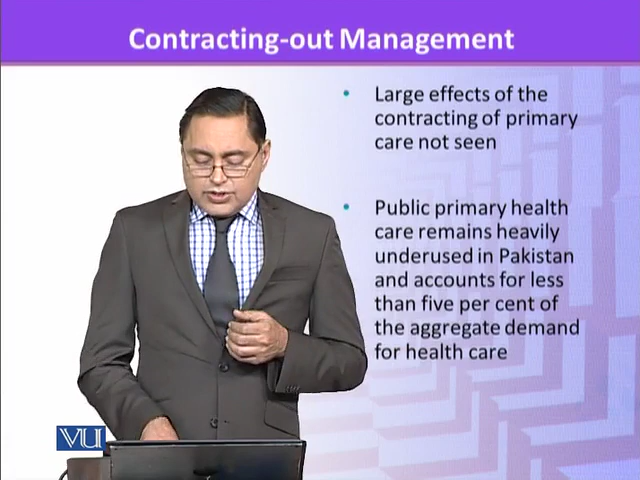 Contracting-out Management
• Large effects of the
contracting of primary
care not seen
• Public primary health
care remains heavily
underused in Pakistan
and accounts for less
than five per cent of
the aggregate demand
for health care
VU